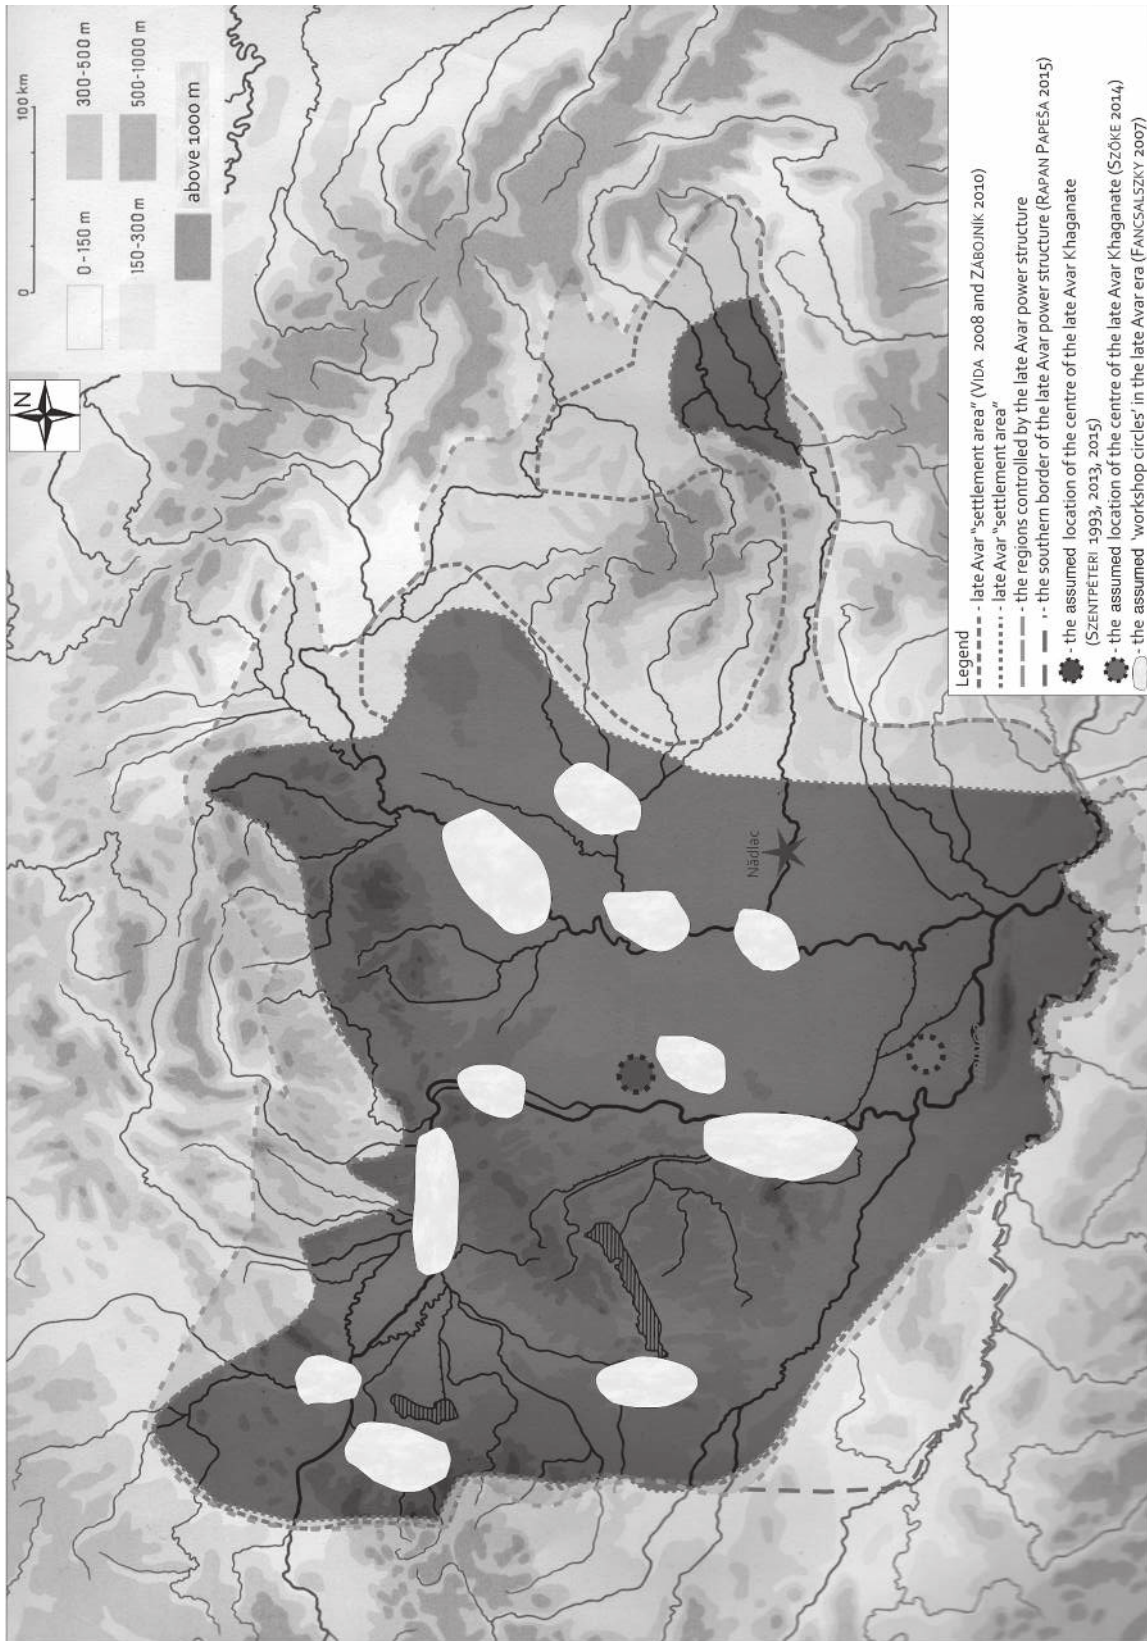 0
100 km
0-150 m
300-500 m
150-300 m
500-1000 m
above 1000 m
N
Nădlac
Legend
- late Avar "settlement area" (VIDA 2008 and ZÁBOJNÍK 2010)
- late Avar "settlement area"
- the regions controlled by the late Avar power structure
- the southern border of the late Avar power structure (RAPAN PAPEŠA 2015)
- the assumed location of the centre of the late Avar Khaganate
(SZENTPÉTERI 1993, 2013, 2015)
- the assumed location of the centre of the late Avar Khaganate (SZŐKE 2014)
- the assumed 'workshop circles' in the late Avar era (FANCSALSZKY 2007)